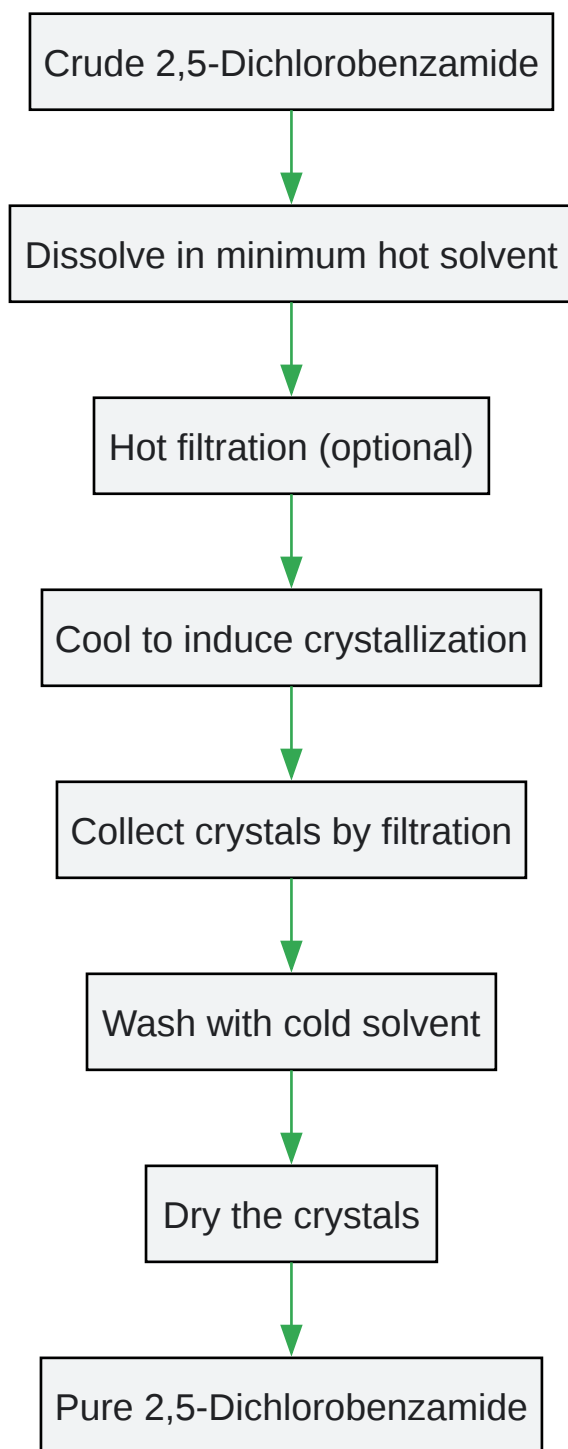 Crude 2,5-Dichlorobenzamide
Dissolve in minimum hot solvent
Hot filtration (optional)
Cool to induce crystallization
Collect crystals by filtration
Wash with cold solvent
Dry the crystals
Pure 2,5-Dichlorobenzamide